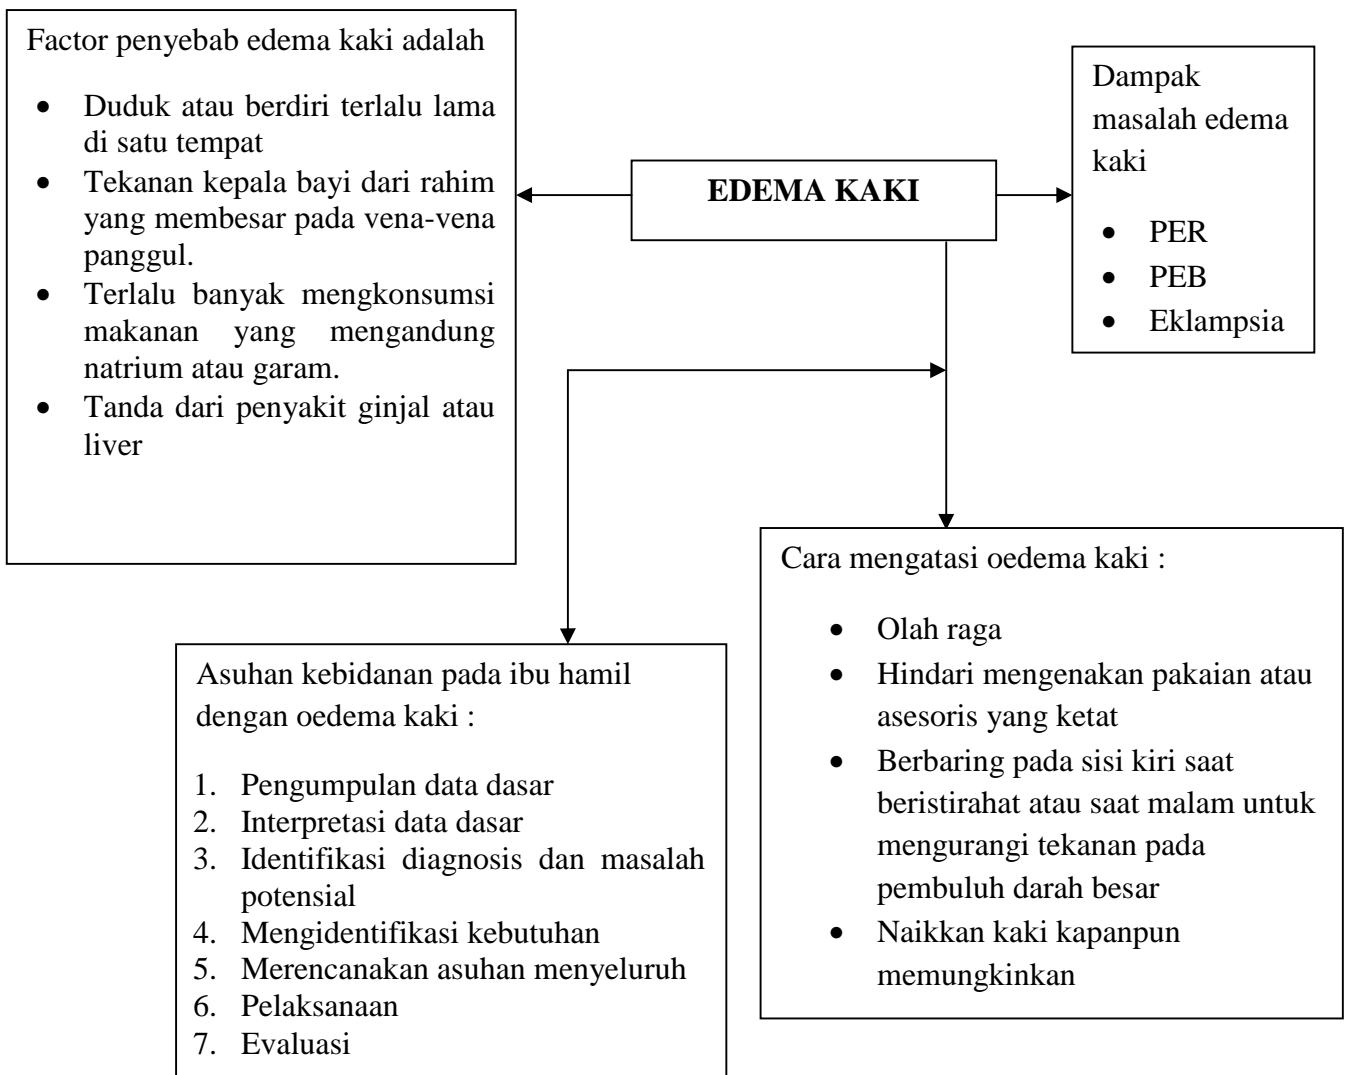 Factor penyebab edema kaki adalah
• Duduk atau berdiri terlalu lama
di satu tempat
• Tekanan kepala bayi dari rahim
yang membesar pada vena-vena
panggul.
• Terlalu banyak mengkonsumsi
makanan yang mengandung
natrium atau garam.
• Tanda dari penyakit ginjal atau
liver
EDEMA KAKI
Dampak
masalah edema
kaki
• PER
• PEB
• Eklampsia
Asuhan kebidanan pada ibu hamil
dengan oedema kaki :
1. Pengumpulan data dasar
2. Interpretasi data dasar
3. Identifikasi diagnosis dan masalah
potensial
4. Mengidentifikasi kebutuhan
5. Merencanakan asuhan menyeluruh
6. Pelaksanaan
7. Evaluasi
Cara mengatasi oedema kaki :
• Olah raga
• Hindari mengenakan pakaian atau
asesoris yang ketat
• Berbaring pada sisi kiri saat
beristirahat atau saat malam untuk
mengurangi tekanan pada
pembuluh darah besar
• Naikkan kaki kapanpun
memungkinkan